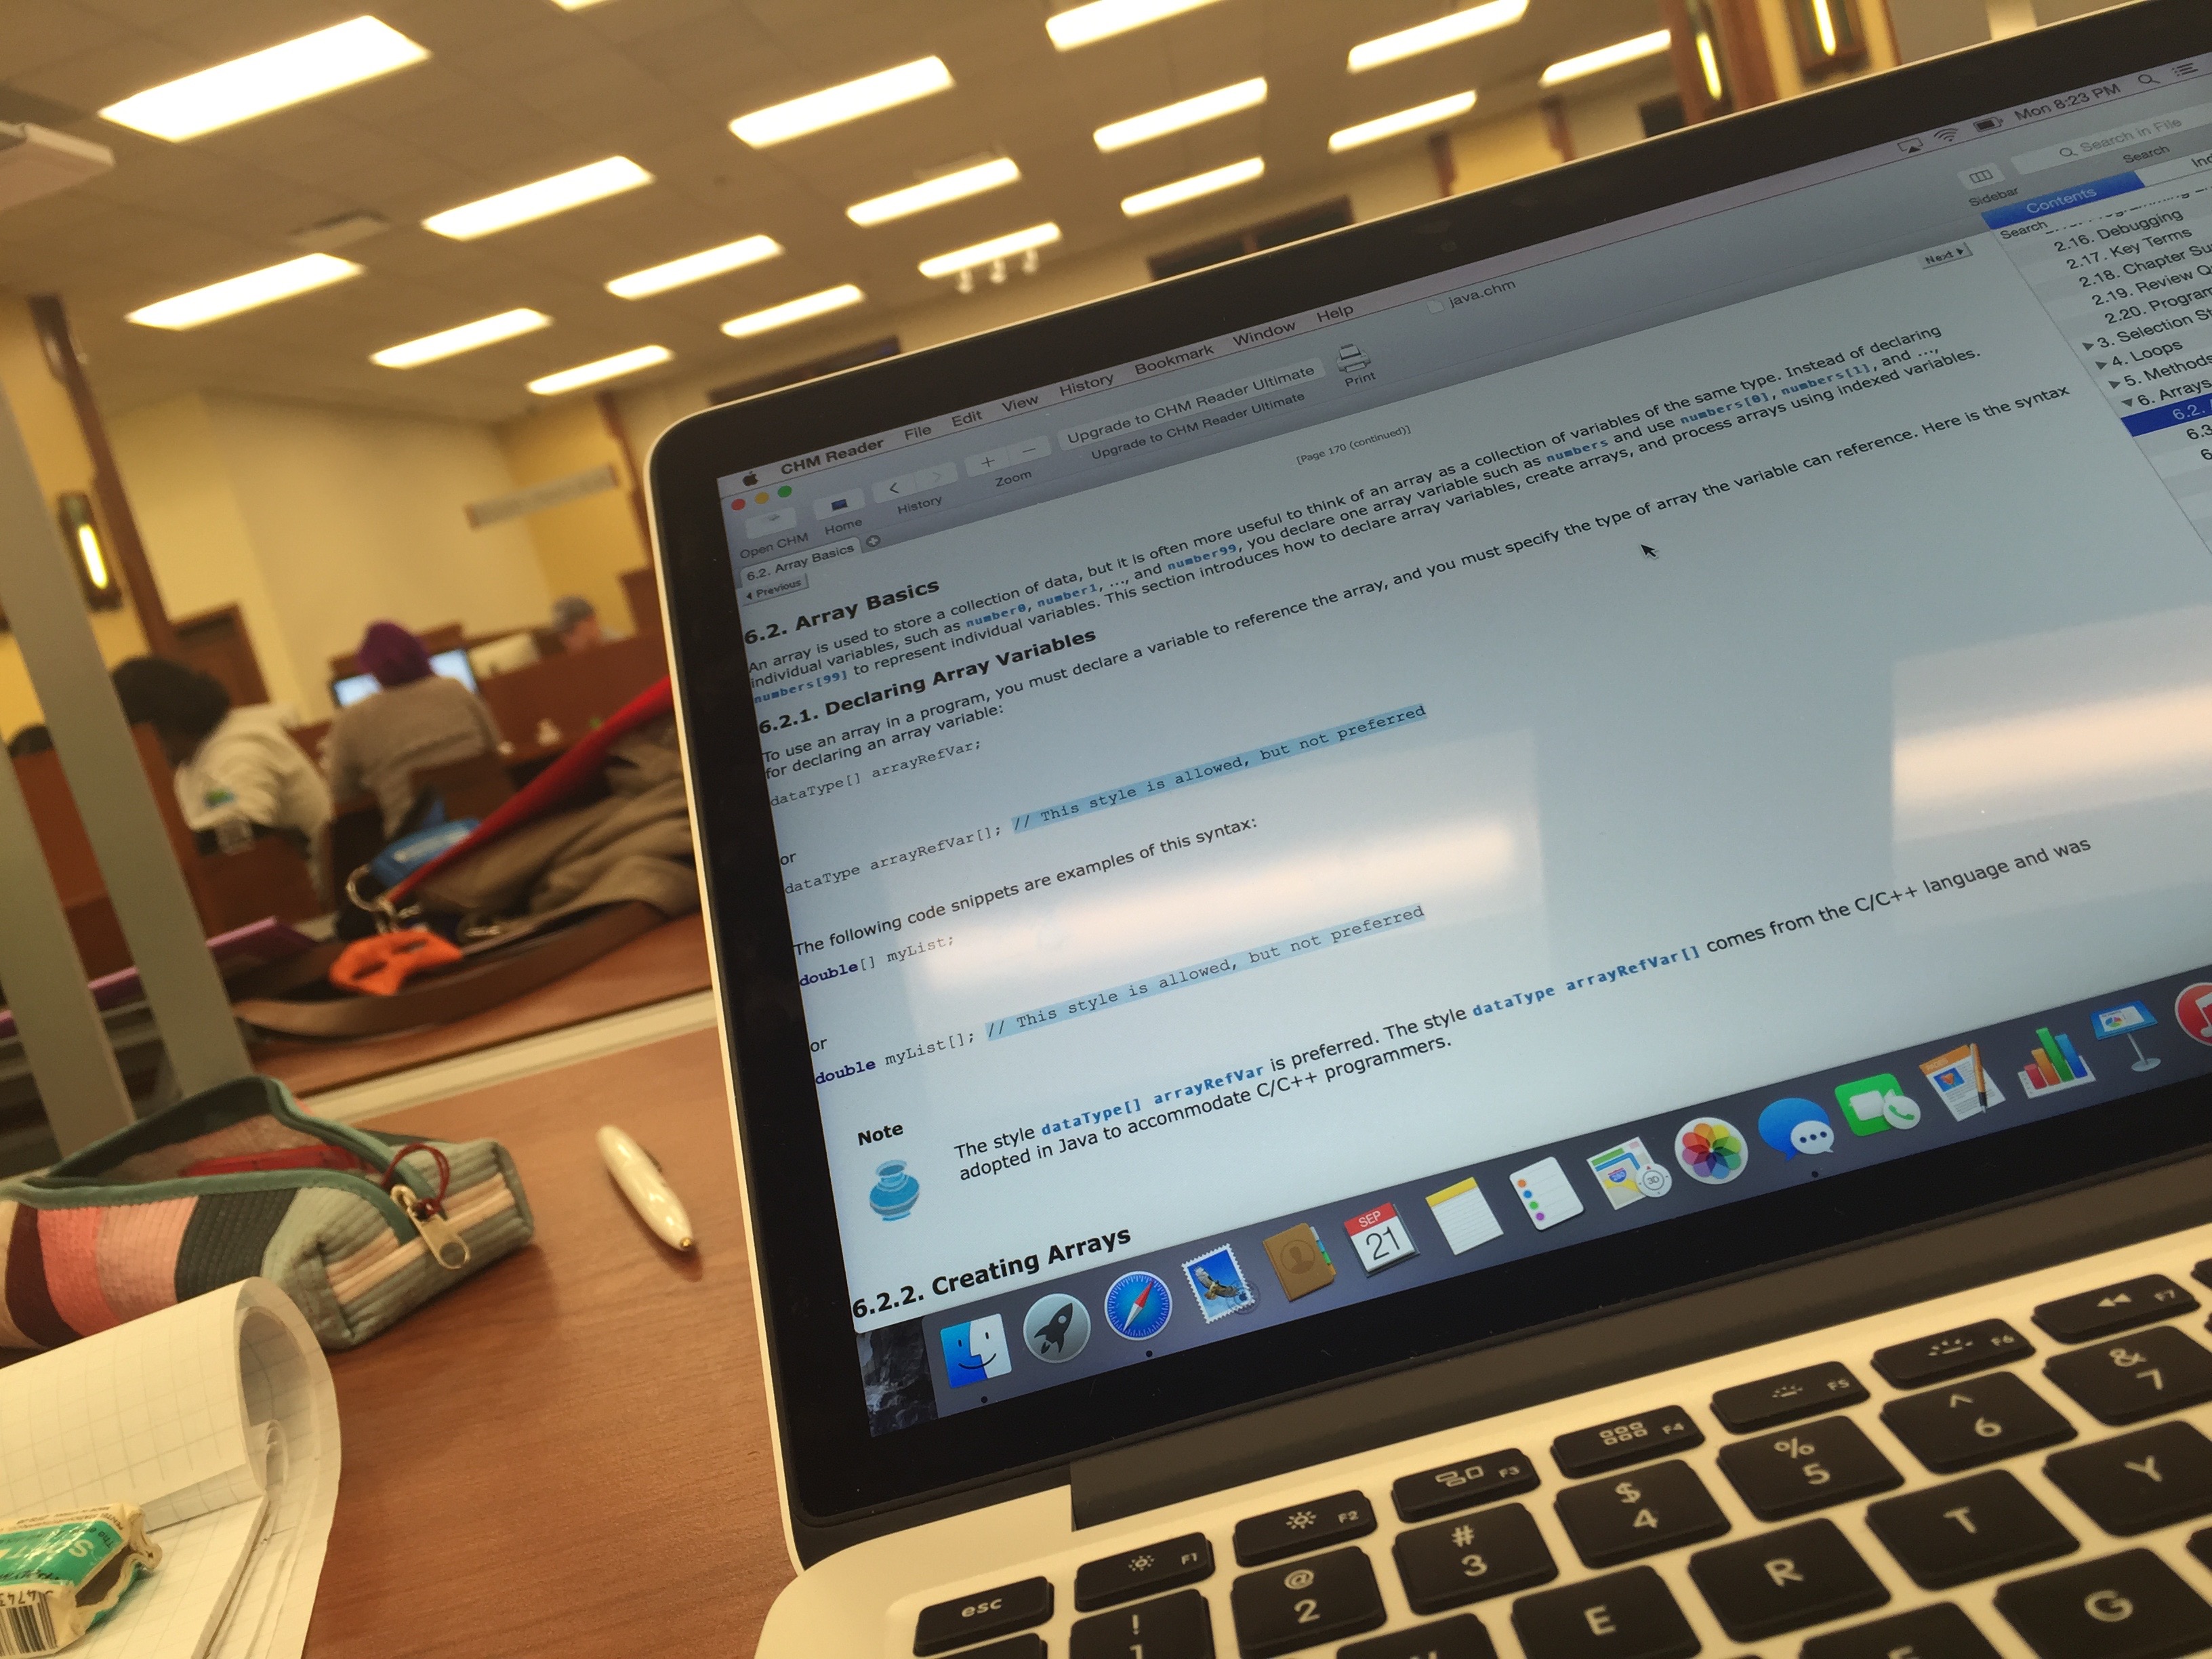 CHM Reader File Edit View History Bookmark Window Help
Mon 8:23 PM
java.chm
Open CHM
Home
History
Zoom
Upgrade to CHM Reader Ultimate
Upgrade to CHM Reader Ultimate
Print
Sidebar
Search in File
Search
6.2. Array Basics
Previous
Next
[Page 170 (continued)]
6.2. Array Basics
An array is used to store a collection of data, but it is often more useful to think of an array as a collection of variables of the same type. Instead of declaring
individual variables, such as number0, number1, ..., and number99, you declare one array variable such as numbers and use numbers[0], numbers[1], and ...,
numbers[99] to represent individual variables. This section introduces how to declare array variables, create arrays, and process arrays using indexed variables.
6.2.1. Declaring Array Variables
To use an array in a program, you must declare a variable to reference the array, and you must specify the type of array the variable can reference. Here is the syntax
for declaring an array variable:
dataType[] arrayRefVar;
or
dataType arrayRefVar[]; // This style is allowed, but not preferred
The following code snippets are examples of this syntax:
double[] myList;
or
double myList[]; // This style is allowed, but not preferred
Note
The style dataType[] arrayRefVar is preferred. The style dataType arrayRefVar[] comes from the C/C++ language and was
adopted in Java to accommodate C/C++ programmers.
6.2.2. Creating Arrays
Contents
Search
2.16. Debugging
2.17. Key Terms
2.18. Chapter Su
2.19. Review Q
2.20. Program
3. Selection St
4. Loops
5. Methods
6. Arrays
6.2.
6.3
SEP
21
3D
esc
F1
F2
F3
F4
F5
F6
F7
!
1
@
2
#
3
$
4
%
5
^
6
&
7
E
R
T
Y
G